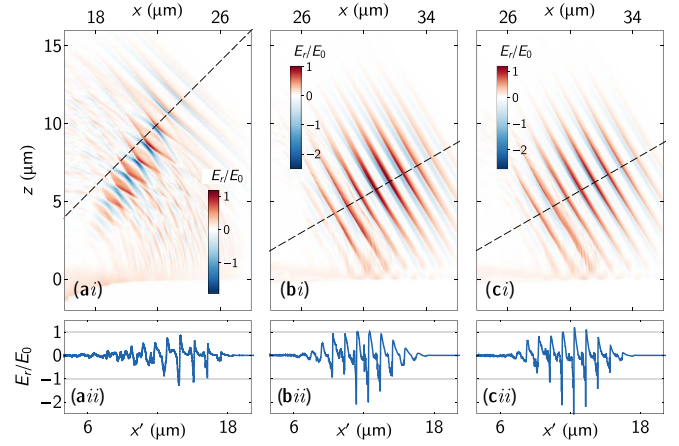 x (μm) x (μm) x (μm)
18 26 26 34 26 34
15
10
5
0
z (μm)
E_r/E_0
1
0
−1
E_r/E_0
1
0
−1
−2
E_r/E_0
1
0
−1
−2
(ai) (bi) (ci)
E_r/E_0
1
0
−1
−2
(aii) (bii) (cii)
6 18 6 18 6 18
x′ (μm) x′ (μm) x′ (μm)